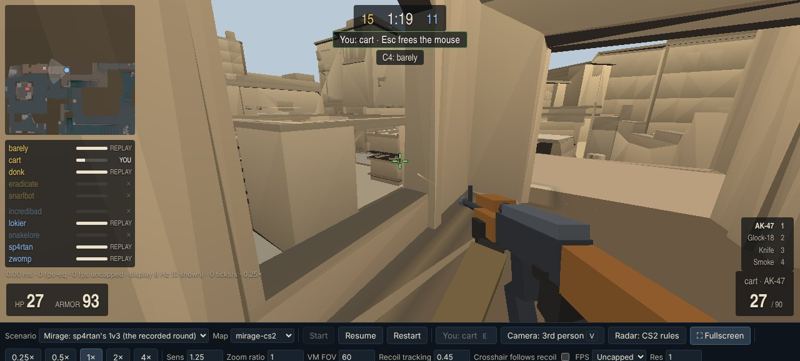 15 1:19 11
You: cart · Esc frees the mouse
C4: barely
barely REPLAY
cart YOU
donk REPLAY
eradicate ×
snarlbot ×
incredibad ×
lokier REPLAY
snakelore ×
sp4rtan REPLAY
zwomp REPLAY
HP 27 ARMOR 93
AK-47 1
Glock-18 2
Knife 3
Smoke 4
cart · AK-47
27 / 90
Scenario Mirage: sp4rtan's 1v3 (the recorded round) Map mirage-cs2 Start Resume Restart You: cart E Camera: 3rd person V Radar: CS2 rules Fullscreen
0.25× 0.5× 1× 2× 4× Sens 1.25 Zoom ratio 1 VM FOV 60 Recoil tracking 0.45 Crosshair follows recoil FPS Uncapped Res 1